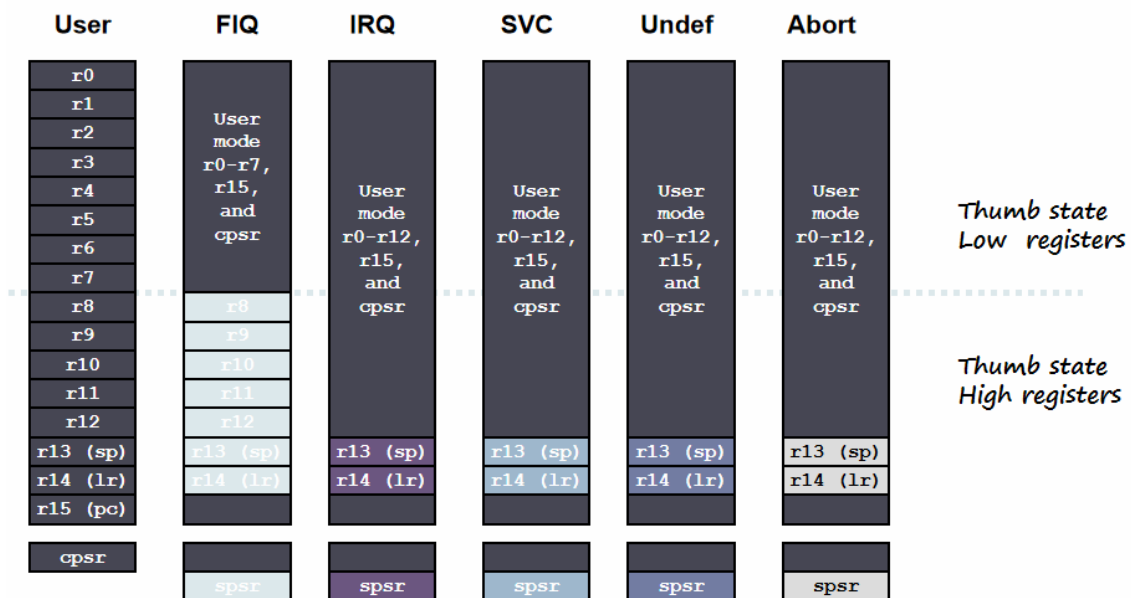 User
FIQ
IRQ
SVC
Undef
Abort
r0
r1
r2
r3
r4
r5
r6
r7
r8
r9
r10
r11
r12
r13 (sp)
r14 (lr)
r15 (pc)
cpsr
User
mode
r0-r7,
r15,
and
cpsr
r8
r9
r10
r11
r12
r13 (sp)
r14 (lr)
spsr
User
mode
r0-r12,
r15,
and
cpsr
r13 (sp)
r14 (lr)
spsr
User
mode
r0-r12,
r15,
and
cpsr
r13 (sp)
r14 (lr)
spsr
User
mode
r0-r12,
r15,
and
cpsr
r13 (sp)
r14 (lr)
spsr
User
mode
r0-r12,
r15,
and
cpsr
r13 (sp)
r14 (lr)
spsr
Thumb state
Low registers
Thumb state
High registers